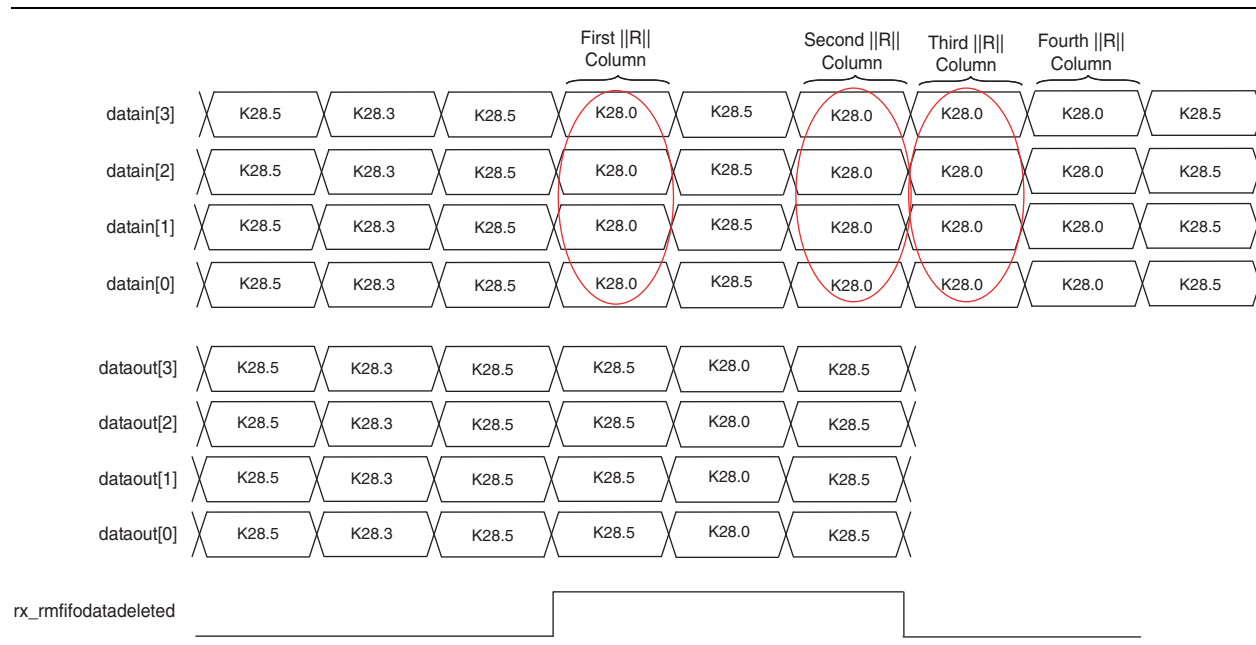 First ||R||
Column
Second ||R||
Column
Third ||R||
Column
Fourth ||R||
Column
datain[3] K28.5 K28.3 K28.5 K28.0 K28.5 K28.0 K28.0 K28.0 K28.5
datain[2] K28.5 K28.3 K28.5 K28.0 K28.5 K28.0 K28.0 K28.0 K28.5
datain[1] K28.5 K28.3 K28.5 K28.0 K28.5 K28.0 K28.0 K28.0 K28.5
datain[0] K28.5 K28.3 K28.5 K28.0 K28.5 K28.0 K28.0 K28.0 K28.5
dataout[3] K28.5 K28.3 K28.5 K28.5 K28.0 K28.5
dataout[2] K28.5 K28.3 K28.5 K28.5 K28.0 K28.5
dataout[1] K28.5 K28.3 K28.5 K28.5 K28.0 K28.5
dataout[0] K28.5 K28.3 K28.5 K28.5 K28.0 K28.5
rx_rmfifodatadeleted